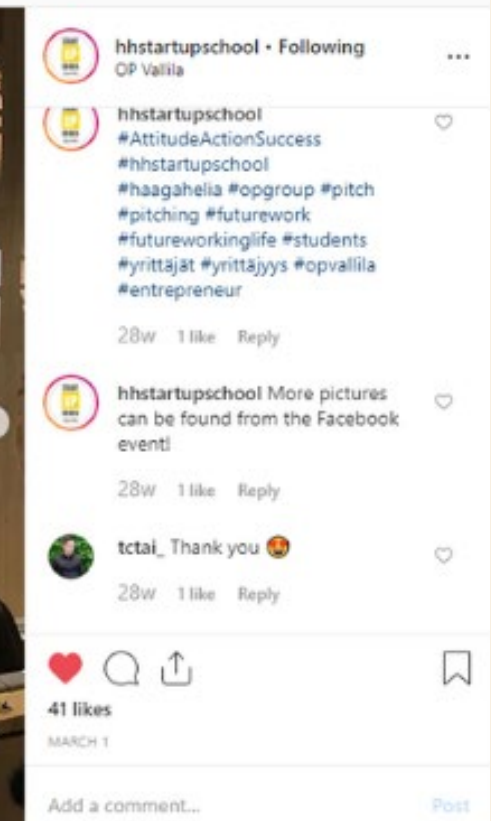 hhstartupschool • Following
OP Vallila
hhstartupschool
#AttitudeActionSuccess
#hhstartupschool
#haagahelia #opgroup #pitch
#pitching #futurework
#futureworkinglife #students
#yrittäjät #yrittäjyys #opvallila
#entrepreneur
28w 1 like Reply
hhstartupschool More pictures
can be found from the Facebook
event!
28w 1 like Reply
tctai_ Thank you 😍
28w 1 like Reply
41 likes
MARCH 1
Add a comment... Post